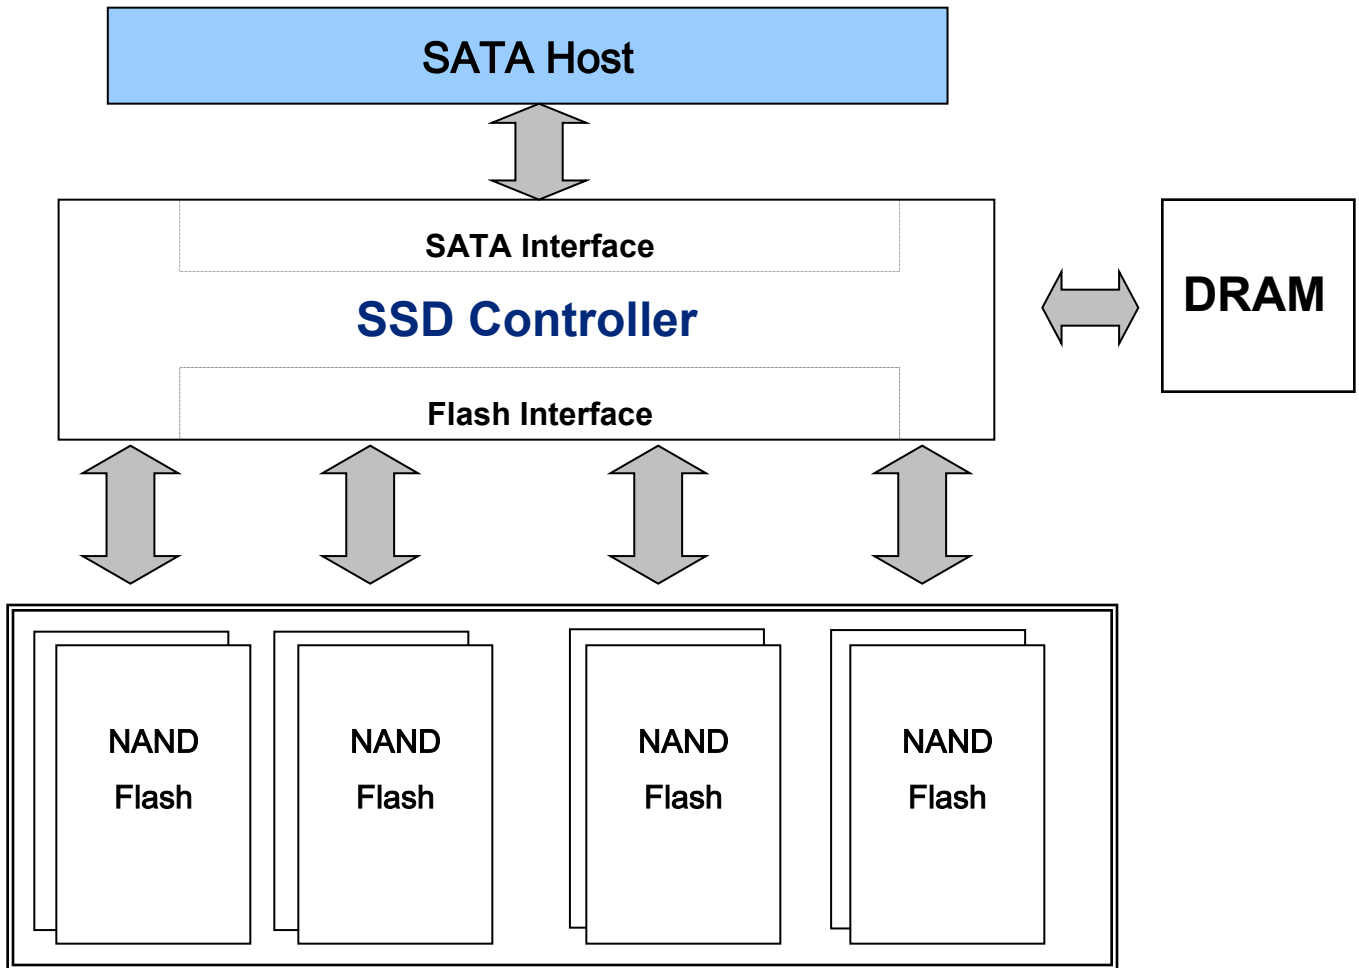 SATA Host
SATA Interface
SSD Controller
DRAM
Flash Interface
NAND
Flash
NAND
Flash
NAND
Flash
NAND
Flash